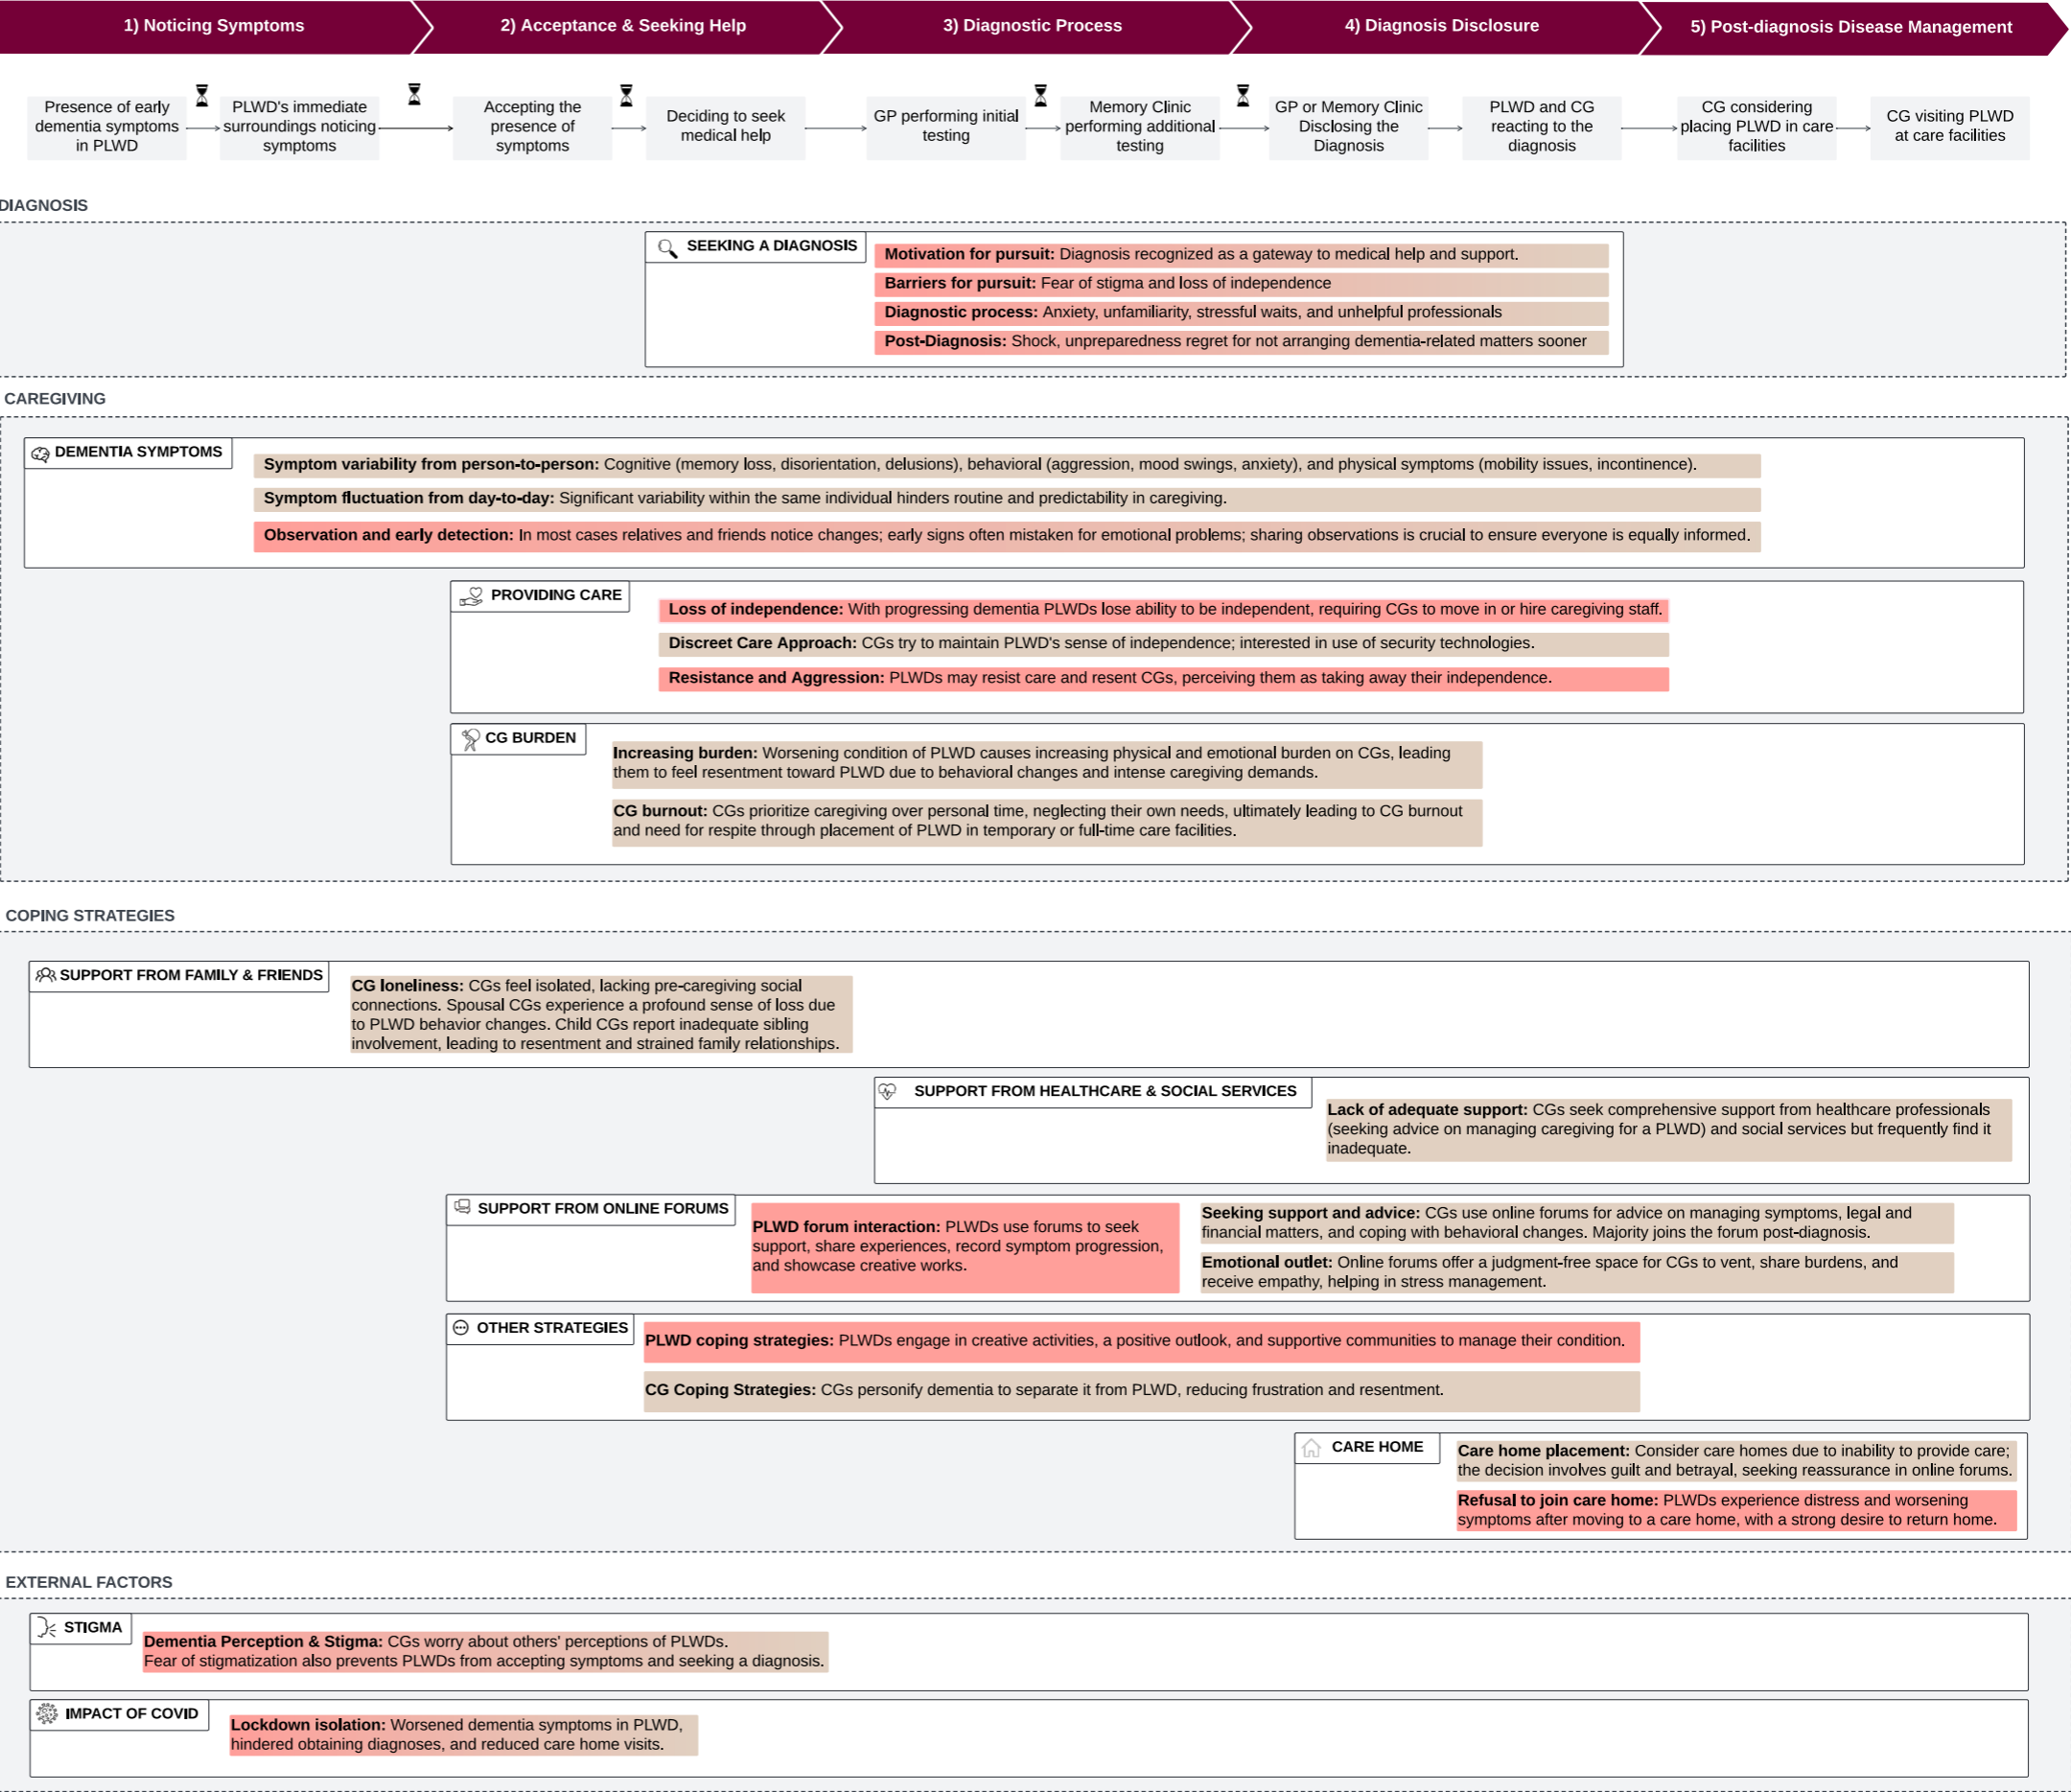 1) Noticing Symptoms
2) Acceptance & Seeking Help
3) Diagnostic Process
4) Diagnosis Disclosure
5) Post-diagnosis Disease Management
Presence of early
dementia symptoms
in PLWD
PLWD's immediate
surroundings noticing
symptoms
Accepting the
presence of
symptoms
Deciding to seek
medical help
GP performing initial
testing
Memory Clinic
performing additional
testing
GP or Memory Clinic
Disclosing the
Diagnosis
PLWD and CG
reacting to the
diagnosis
CG considering
placing PLWD in care
facilities
CG visiting PLWD
at care facilities
DIAGNOSIS
SEEKING A DIAGNOSIS
Motivation for pursuit: Diagnosis recognized as a gateway to medical help and support.
Barriers for pursuit: Fear of stigma and loss of independence
Diagnostic process: Anxiety, unfamiliarity, stressful waits, and unhelpful professionals
Post-Diagnosis: Shock, unpreparedness regret for not arranging dementia-related matters sooner
CAREGIVING
DEMENTIA SYMPTOMS
Symptom variability from person-to-person: Cognitive (memory loss, disorientation, delusions), behavioral (aggression, mood swings, anxiety), and physical symptoms (mobility issues, incontinence).
Symptom fluctuation from day-to-day: Significant variability within the same individual hinders routine and predictability in caregiving.
Observation and early detection: In most cases relatives and friends notice changes; early signs often mistaken for emotional problems; sharing observations is crucial to ensure everyone is equally informed.
PROVIDING CARE
Loss of independence: With progressing dementia PLWDs lose ability to be independent, requiring CGs to move in or hire caregiving staff.
Discreet Care Approach: CGs try to maintain PLWD's sense of independence; interested in use of security technologies.
Resistance and Aggression: PLWDs may resist care and resent CGs, perceiving them as taking away their independence.
CG BURDEN
Increasing burden: Worsening condition of PLWD causes increasing physical and emotional burden on CGs, leading
them to feel resentment toward PLWD due to behavioral changes and intense caregiving demands.
CG burnout: CGs prioritize caregiving over personal time, neglecting their own needs, ultimately leading to CG burnout
and need for respite through placement of PLWD in temporary or full-time care facilities.
COPING STRATEGIES
SUPPORT FROM FAMILY & FRIENDS
CG loneliness: CGs feel isolated, lacking pre-caregiving social
connections. Spousal CGs experience a profound sense of loss due
to PLWD behavior changes. Child CGs report inadequate sibling
involvement, leading to resentment and strained family relationships.
SUPPORT FROM HEALTHCARE & SOCIAL SERVICES
Lack of adequate support: CGs seek comprehensive support from healthcare professionals
(seeking advice on managing caregiving for a PLWD) and social services but frequently find it
inadequate.
SUPPORT FROM ONLINE FORUMS
PLWD forum interaction: PLWDs use forums to seek
support, share experiences, record symptom progression,
and showcase creative works.
Seeking support and advice: CGs use online forums for advice on managing symptoms, legal and
financial matters, and coping with behavioral changes. Majority joins the forum post-diagnosis.
Emotional outlet: Online forums offer a judgment-free space for CGs to vent, share burdens, and
receive empathy, helping in stress management.
OTHER STRATEGIES
PLWD coping strategies: PLWDs engage in creative activities, a positive outlook, and supportive communities to manage their condition.
CG Coping Strategies: CGs personify dementia to separate it from PLWD, reducing frustration and resentment.
CARE HOME
Care home placement: Consider care homes due to inability to provide care;
the decision involves guilt and betrayal, seeking reassurance in online forums.
Refusal to join care home: PLWDs experience distress and worsening
symptoms after moving to a care home, with a strong desire to return home.
EXTERNAL FACTORS
STIGMA
Dementia Perception & Stigma: CGs worry about others' perceptions of PLWDs.
Fear of stigmatization also prevents PLWDs from accepting symptoms and seeking a diagnosis.
IMPACT OF COVID
Lockdown isolation: Worsened dementia symptoms in PLWD,
hindered obtaining diagnoses, and reduced care home visits.